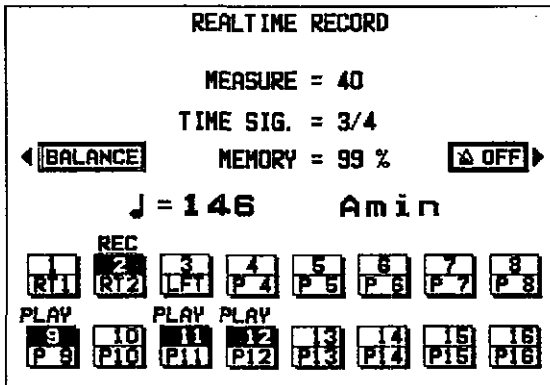 REALTIME RECORD
MEASURE = 40
TIME SIG. = 3/4
BALANCE MEMORY = 99 % OFF
♩=146 Amin
REC
1 2 3 4 5 6 7 8
RT1 RT2 LFT P 4 P 5 P 6 P 7 P 8
PLAY PLAY PLAY
9 10 11 12 13 14 15 16
P 9 P10 P11 P12 P13 P14 P15 P16